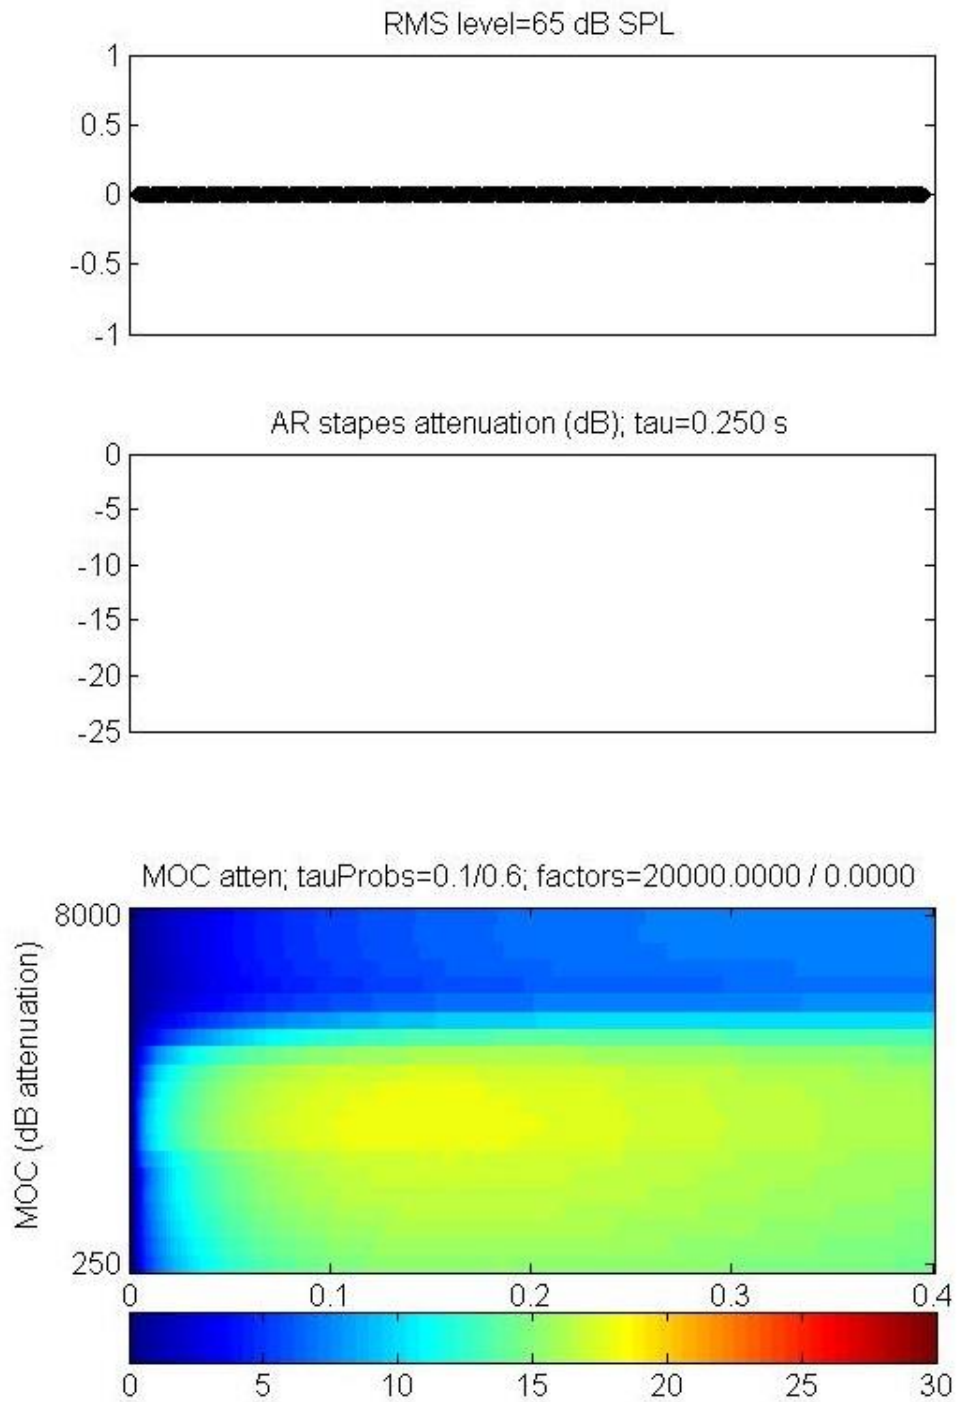 RMS level=65 dB SPL
1
0.5
0
-0.5
-1
AR stapes attenuation (dB); tau=0.250 s
0
-5
-10
-15
-20
-25
MOC atten; tauProbs=0.1/0.6; factors=20000.0000 / 0.0000
MOC (dB attenuation)
8000
250
0 0.1 0.2 0.3 0.4
0 5 10 15 20 25 30